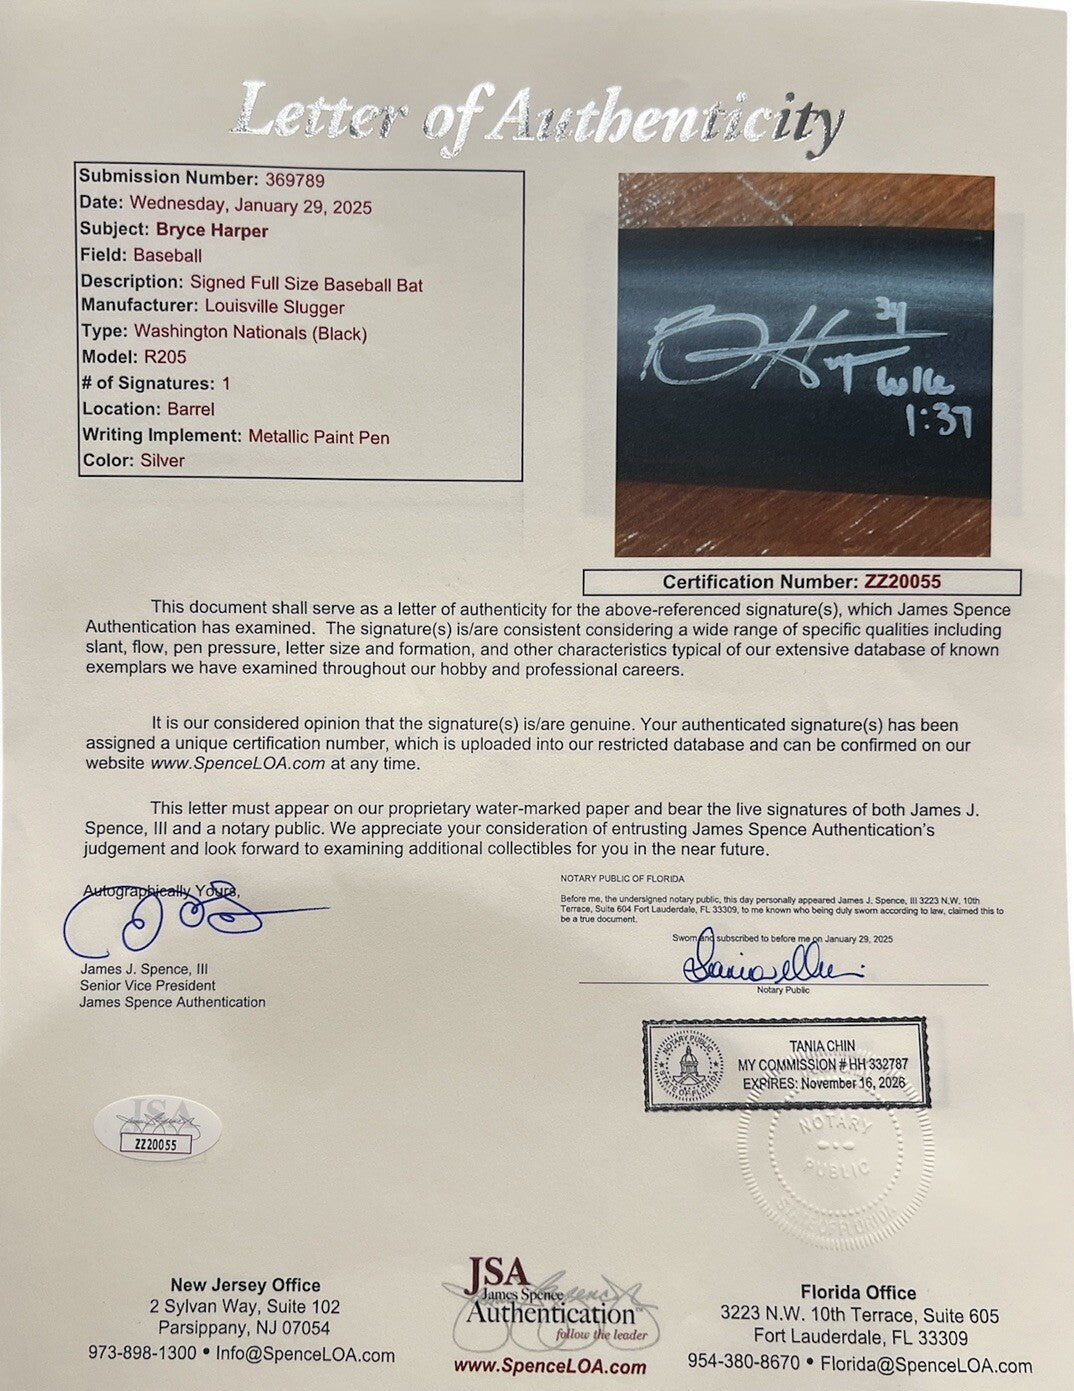 Letter of Authenticity
Submission Number: 369789
Date: Wednesday, January 29, 2025
Subject: Bryce Harper
Field: Baseball
Description: Signed Full Size Baseball Bat
Manufacturer: Louisville Slugger
Type: Washington Nationals (Black)
Model: R205
# of Signatures: 1
Location: Barrel
Writing Implement: Metallic Paint Pen
Color: Silver
34
Luke
1:37
Certification Number: ZZ20055
This document shall serve as a letter of authenticity for the above-referenced signature(s), which James Spence
Authentication has examined. The signature(s) is/are consistent considering a wide range of specific qualities including
slant, flow, pen pressure, letter size and formation, and other characteristics typical of our extensive database of known
exemplars we have examined throughout our hobby and professional careers.
It is our considered opinion that the signature(s) is/are genuine. Your authenticated signature(s) has been
assigned a unique certification number, which is uploaded into our restricted database and can be confirmed on our
website www.SpenceLOA.com at any time.
This letter must appear on our proprietary water-marked paper and bear the live signatures of both James J.
Spence, III and a notary public. We appreciate your consideration of entrusting James Spence Authentication's
judgement and look forward to examining additional collectibles for you in the near future.
Autographically Yours,
James J. Spence, III
Senior Vice President
James Spence Authentication
NOTARY PUBLIC OF FLORIDA
Before me, the undersigned notary public, this day personally appeared James J. Spence, III 3223 N.W. 10th
Terrace, Suite 604 Fort Lauderdale, FL 33309, to me known who being duly sworn according to law, claimed this to
be a true document.
Sworn and subscribed to before me on January 29, 2025
Notary Public
NOTARY PUBLIC
STATE OF FLORIDA
TANIA CHIN
MY COMMISSION # HH 332787
EXPIRES: November 16, 2026
NOTARY
PUBLIC
STATE OF FLORIDA
JSA
ZZ20055
New Jersey Office
2 Sylvan Way, Suite 102
Parsippany, NJ 07054
973-898-1300 • Info@SpenceLOA.com
JSA
James Spence
Authentication
follow the leader
www.SpenceLOA.com
Florida Office
3223 N.W. 10th Terrace, Suite 605
Fort Lauderdale, FL 33309
954-380-8670 • Florida@SpenceLOA.com